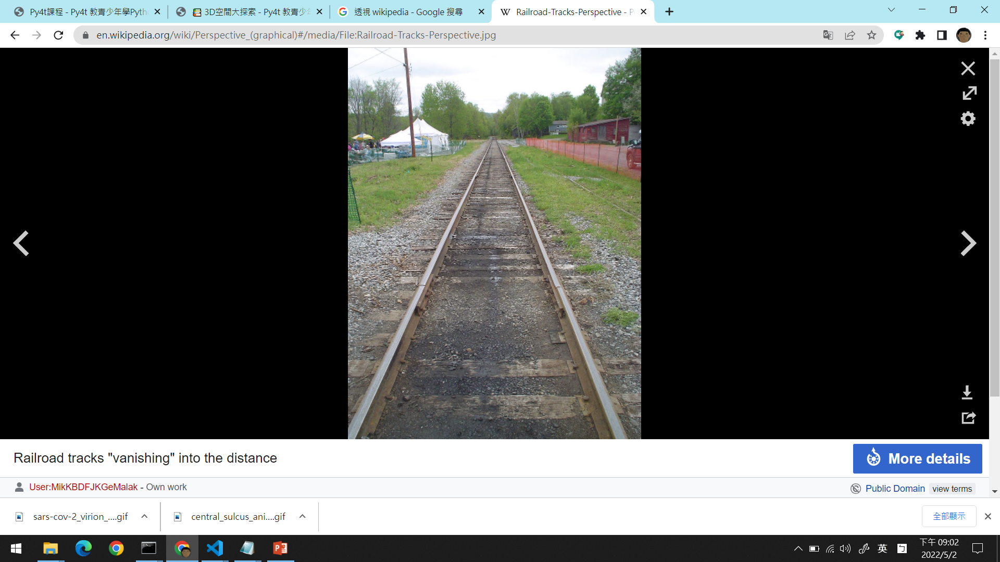 Py4t課程 - Py4t 教青少年學Pyth
3D空間大探索 - Py4t 教青少年
透視 wikipedia - Google 搜尋
Railroad-Tracks-Perspective - P
en.wikipedia.org/wiki/Perspective_(graphical)#/media/File:Railroad-Tracks-Perspective.jpg
Railroad tracks "vanishing" into the distance
More details
User:MikKBDFJKGeMalak - Own work
Public Domain view terms
sars-cov-2_virion_....gif
central_sulcus_ani....gif
全部顯示
英
下午 09:02
2022/5/2